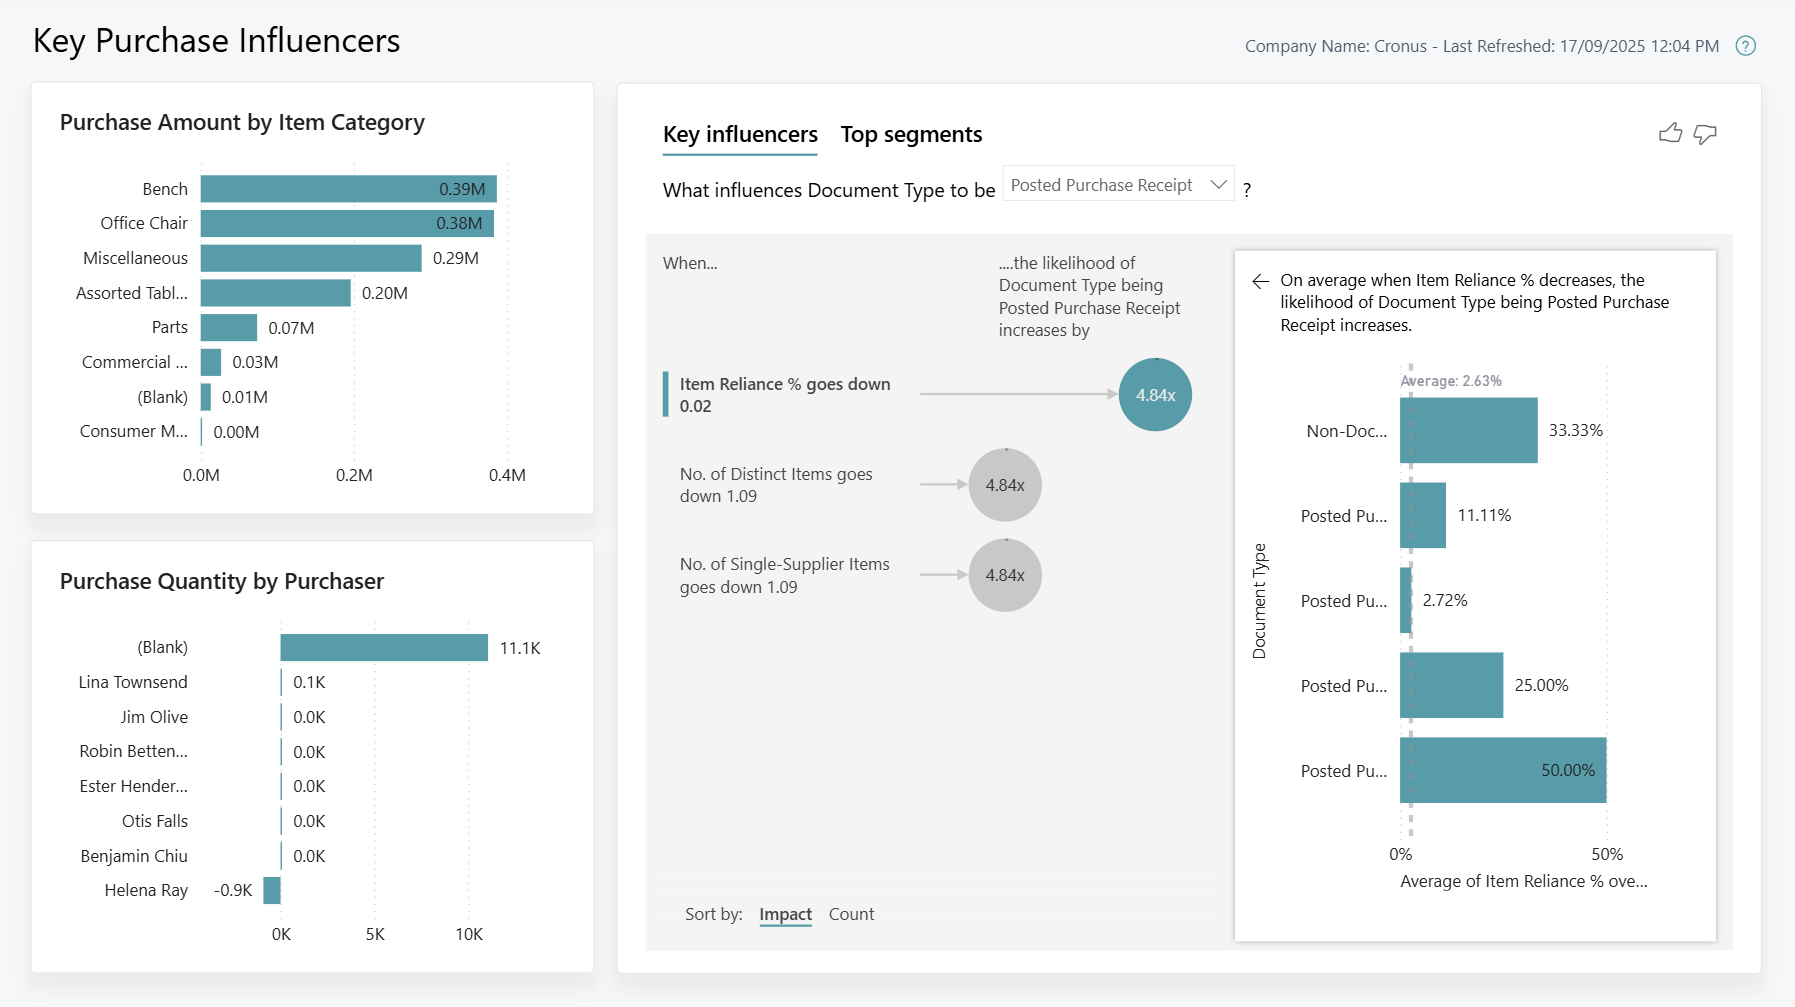 Key Purchase Influencers
Company Name: Cronus - Last Refreshed: 17/09/2025 12:04 PM
?
Purchase Amount by Item Category
Bench 0.39M
Office Chair 0.38M
Miscellaneous 0.29M
Assorted Tabl... 0.20M
Parts 0.07M
Commercial ... 0.03M
(Blank) 0.01M
Consumer M... 0.00M
0.0M 0.2M 0.4M
Purchase Quantity by Purchaser
(Blank) 11.1K
Lina Townsend 0.1K
Jim Olive 0.0K
Robin Betten... 0.0K
Ester Hender... 0.0K
Otis Falls 0.0K
Benjamin Chiu 0.0K
Helena Ray -0.9K
0K 5K 10K
Key influencers Top segments
What influences Document Type to be Posted Purchase Receipt ?
When...
....the likelihood of
Document Type being
Posted Purchase Receipt
increases by
Item Reliance % goes down
0.02
4.84x
No. of Distinct Items goes
down 1.09
4.84x
No. of Single-Supplier Items
goes down 1.09
4.84x
Sort by: Impact Count
On average when Item Reliance % decreases, the
likelihood of Document Type being Posted Purchase
Receipt increases.
Average: 2.63%
Document Type
Non-Doc... 33.33%
Posted Pu... 11.11%
Posted Pu... 2.72%
Posted Pu... 25.00%
Posted Pu... 50.00%
0% 50%
Average of Item Reliance % ove...